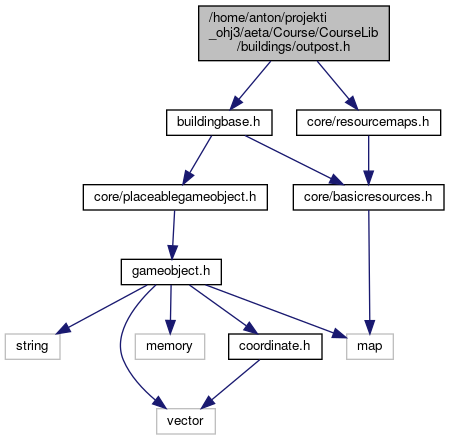 /home/anton/projekti
_ohj3/aeta/Course/CourseLib
/buildings/outpost.h
buildingbase.h
core/resourcemaps.h
core/placeablegameobject.h
core/basicresources.h
gameobject.h
string
memory
coordinate.h
map
vector